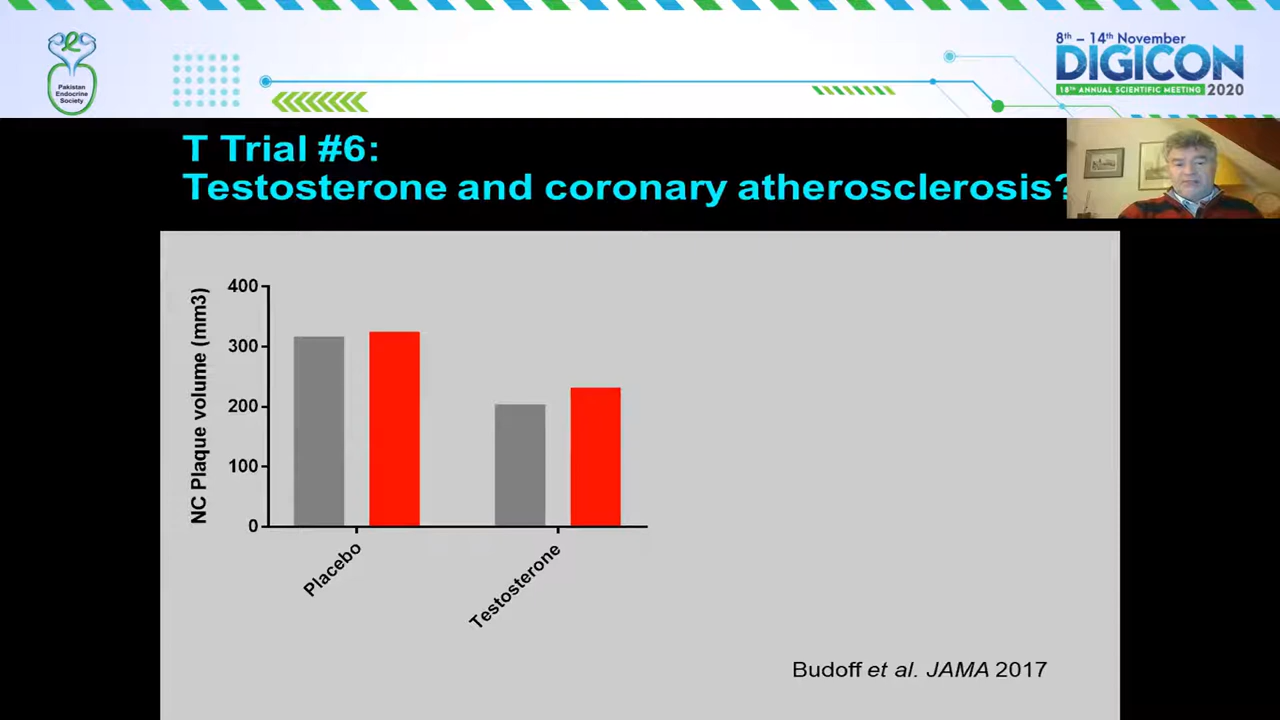 Pakistan
Endocrine
Society
8th – 14th November
DIGICON
18TH ANNUAL SCIENTIFIC MEETING 2020
T Trial #6:
Testosterone and coronary atherosclerosis?
NC Plaque volume (mm3)
400
300
200
100
0
Placebo
Testosterone
Budoff et al. JAMA 2017